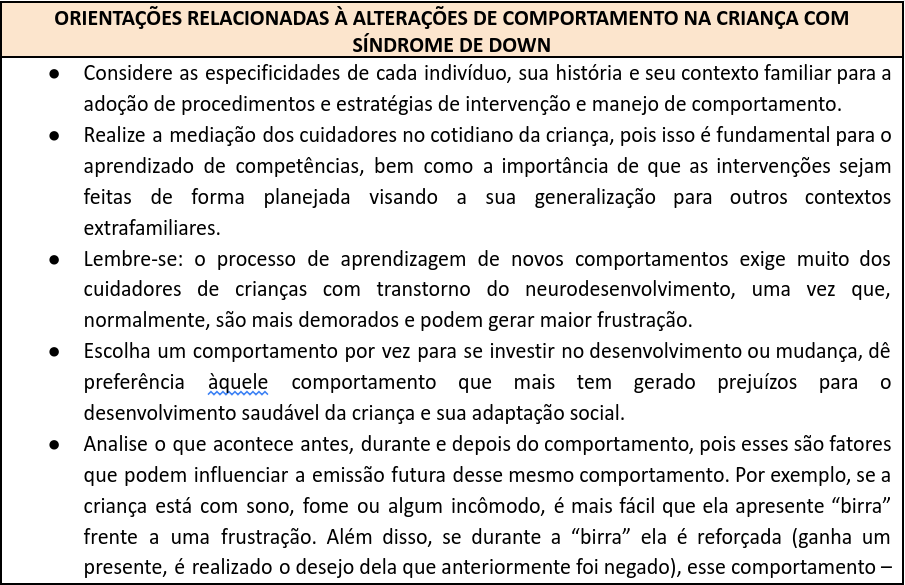 ORIENTAÇÕES RELACIONADAS À ALTERAÇÕES DE COMPORTAMENTO NA CRIANÇA COM
SÍNDROME DE DOWN
● Considere as especificidades de cada indivíduo, sua história e seu contexto familiar para a
adoção de procedimentos e estratégias de intervenção e manejo de comportamento.
● Realize a mediação dos cuidadores no cotidiano da criança, pois isso é fundamental para o
aprendizado de competências, bem como a importância de que as intervenções sejam
feitas de forma planejada visando a sua generalização para outros contextos
extrafamiliares.
● Lembre-se: o processo de aprendizagem de novos comportamentos exige muito dos
cuidadores de crianças com transtorno do neurodesenvolvimento, uma vez que,
normalmente, são mais demorados e podem gerar maior frustração.
● Escolha um comportamento por vez para se investir no desenvolvimento ou mudança, dê
preferência àquele comportamento que mais tem gerado prejuízos para o
desenvolvimento saudável da criança e sua adaptação social.
● Analise o que acontece antes, durante e depois do comportamento, pois esses são fatores
que podem influenciar a emissão futura desse mesmo comportamento. Por exemplo, se a
criança está com sono, fome ou algum incômodo, é mais fácil que ela apresente “birra”
frente a uma frustração. Além disso, se durante a “birra” ela é reforçada (ganha um
presente, é realizado o desejo dela que anteriormente foi negado), esse comportamento –